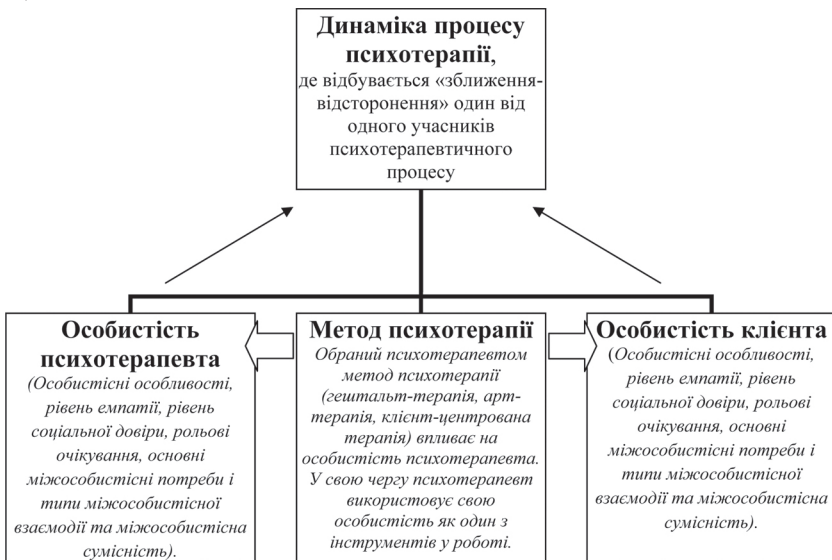 Динаміка процесу
психотерапії,
де відбувається «зближення-
відсторонення» один від
одного учасників
психотерапевтичного
процесу
Особистість
психотерапевта
(Особистісні особливості,
рівень емпатії, рівень
соціальної довіри, рольові
очікування, основні
міжособистісні потреби і
типи міжособистісної
взаємодії та міжособистісна
сумісність).
Метод психотерапії
Обраний психотерапевтом
метод психотерапії
(гештальт-терапія, арт-
терапія, клієнт-центрована
терапія) впливає на
особистість психотерапевта.
У свою чергу психотерапевт
використовує свою
особистість як один з
інструментів у роботі.
Особистість клієнта
(Особистісні особливості,
рівень емпатії, рівень
соціальної довіри, рольові
очікування, основні
міжособистісні потреби і
типи міжособистісної
взаємодії та міжособистісна
сумісність).